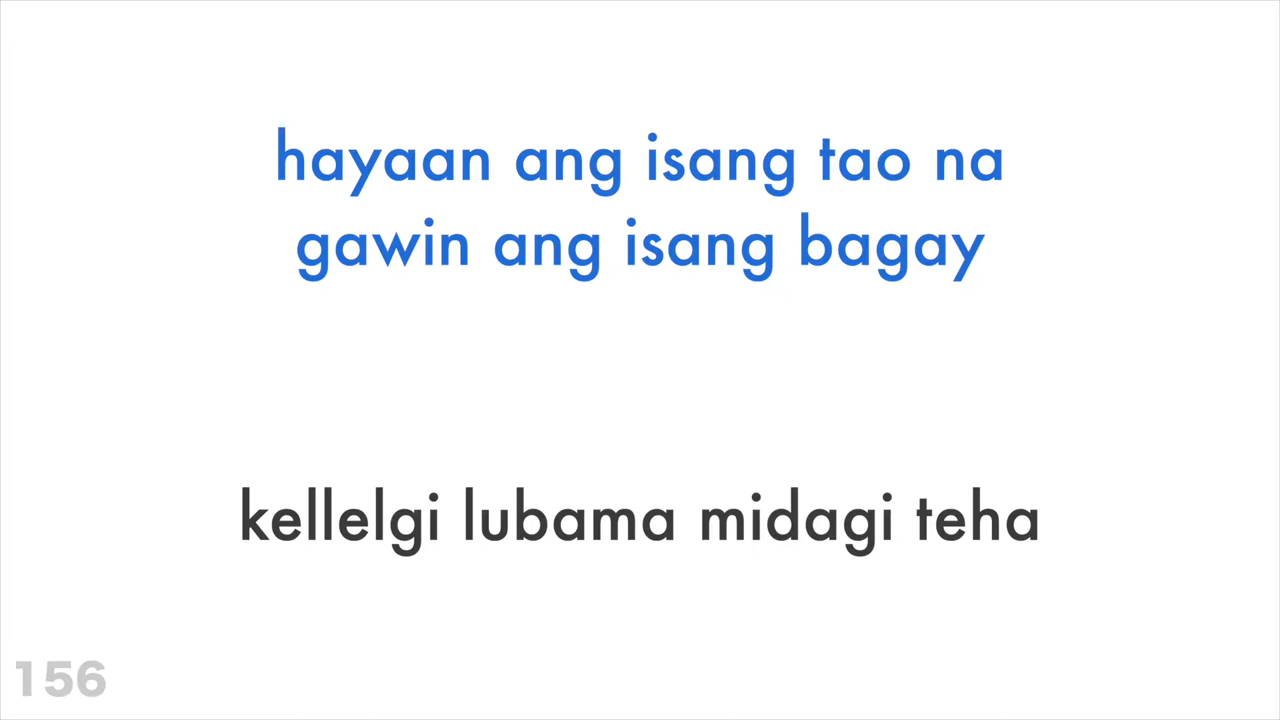 hayaan ang isang tao na
gawin ang isang bagay
kellelgi lubama midagi teha
156